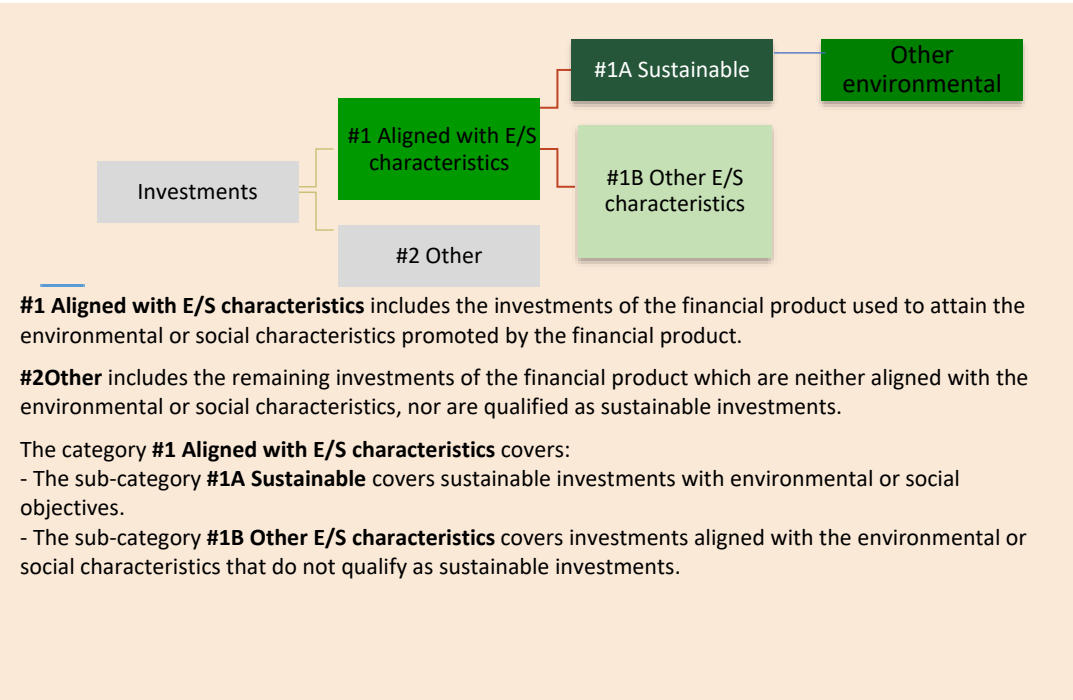 #1A Sustainable
Other
environmental
#1 Aligned with E/S
characteristics
Investments
#1B Other E/S
characteristics
#2 Other
#1 Aligned with E/S characteristics includes the investments of the financial product used to attain the
environmental or social characteristics promoted by the financial product.
#2Other includes the remaining investments of the financial product which are neither aligned with the
environmental or social characteristics, nor are qualified as sustainable investments.
The category #1 Aligned with E/S characteristics covers:
- The sub-category #1A Sustainable covers sustainable investments with environmental or social
objectives.
- The sub-category #1B Other E/S characteristics covers investments aligned with the environmental or
social characteristics that do not qualify as sustainable investments.